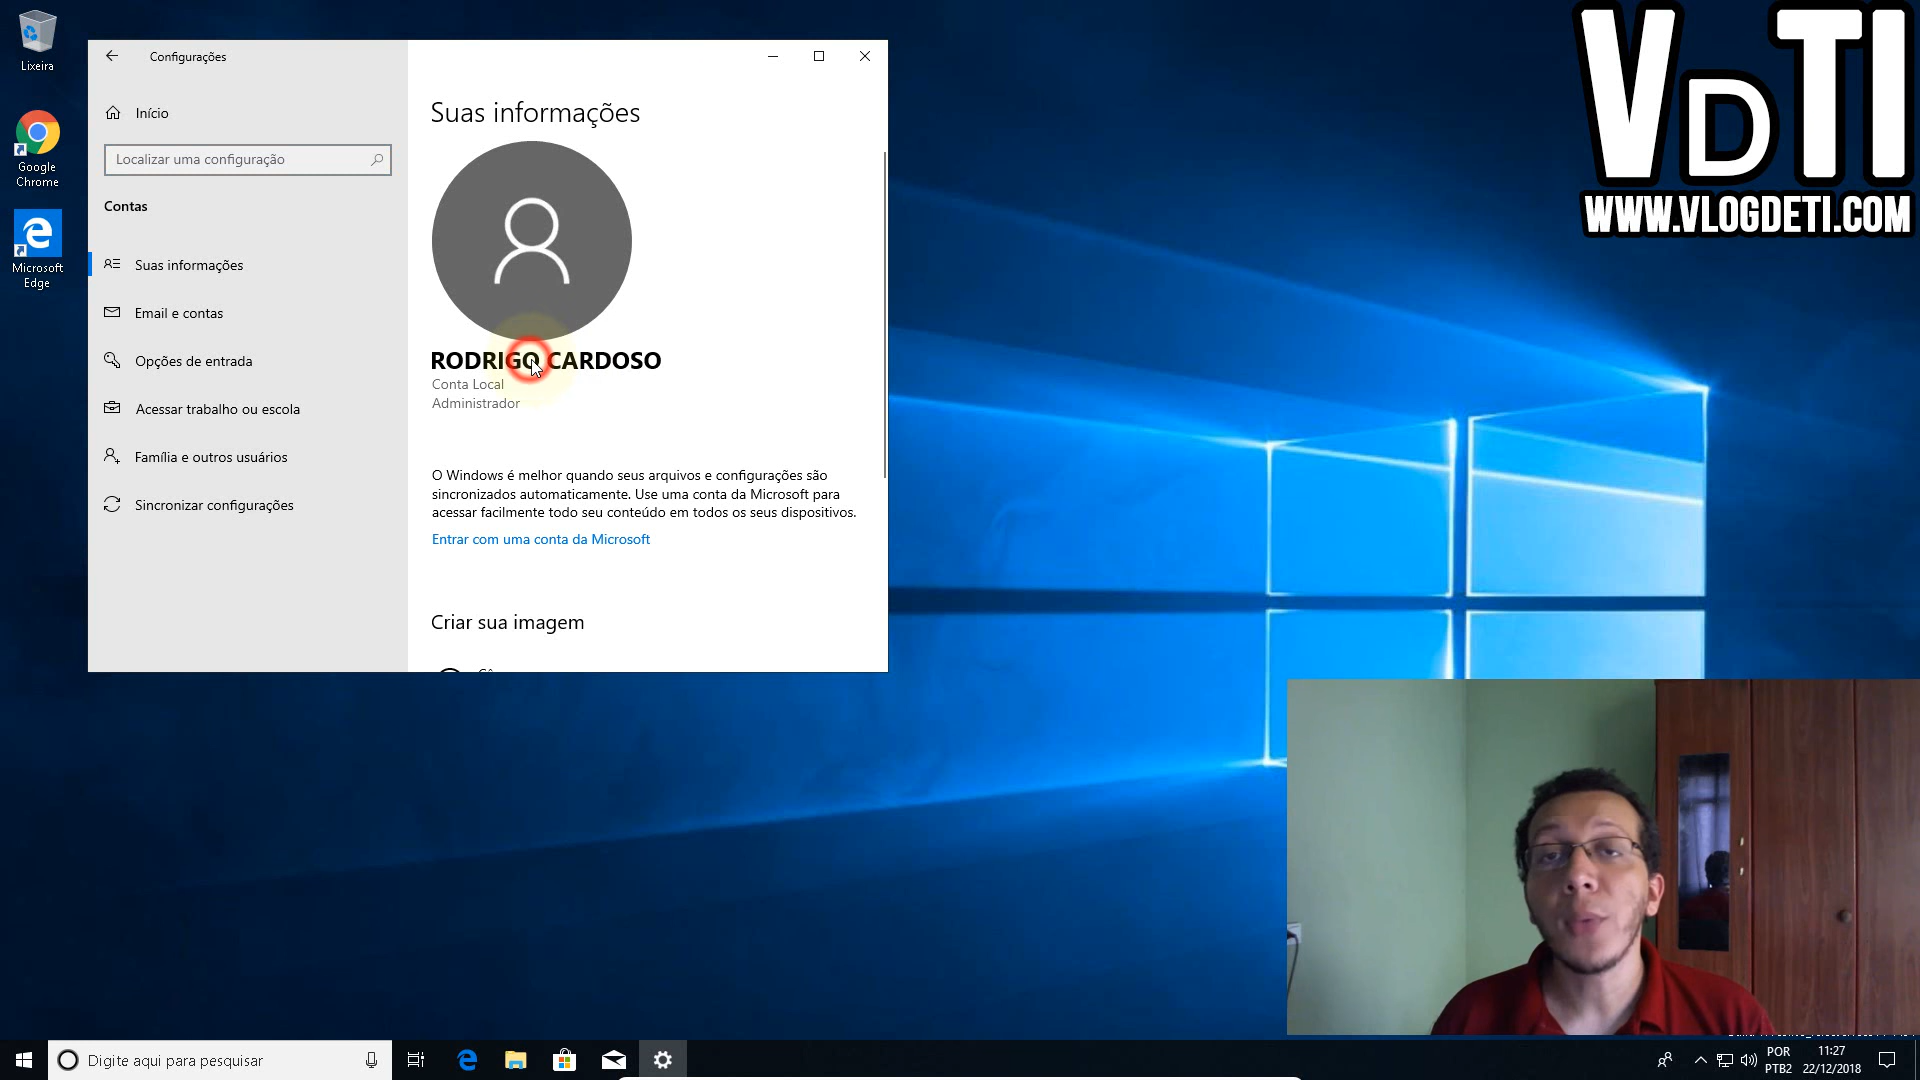 Lixeira
Google
Chrome
Microsoft
Edge
Configurações
Início
Localizar uma configuração
Contas
Suas informações
Email e contas
Opções de entrada
Acessar trabalho ou escola
Família e outros usuários
Sincronizar configurações
Suas informações
RODRIGO CARDOSO
Conta Local
Administrador
O Windows é melhor quando seus arquivos e configurações são
sincronizados automaticamente. Use uma conta da Microsoft para
acessar facilmente todo seu conteúdo em todos os seus dispositivos.
Entrar com uma conta da Microsoft
Criar sua imagem
VDTI
WWW.VLOGDETI.COM
Digite aqui para pesquisar
POR
PTB2
11:27
22/12/2018